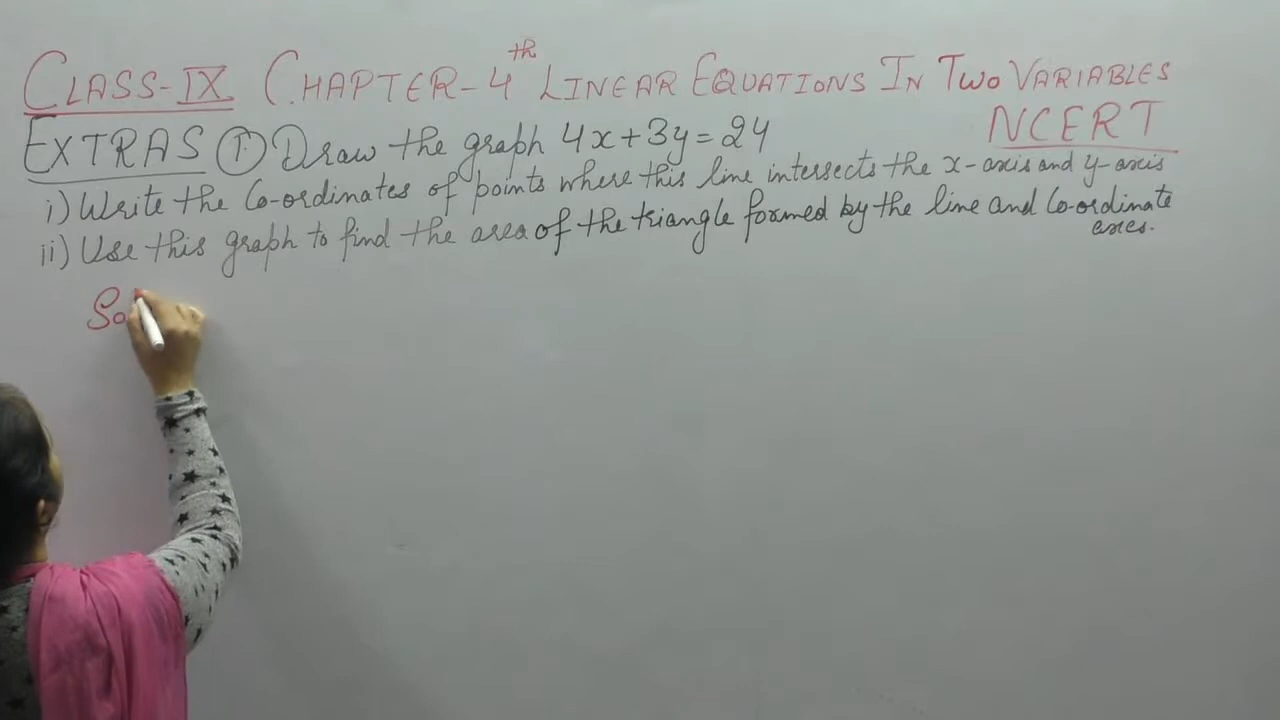 CLASS-IX CHAPTER-4th LINEAR EQUATIONS IN TWO VARIABLES
NCERT
EXTRAS ① Draw the graph 4x+3y=24
i) Write the Co-ordinates of points where this line intersects the x-axis and y-axis
ii) Use this graph to find the area of the triangle formed by the line and Co-ordinate
axes.
So